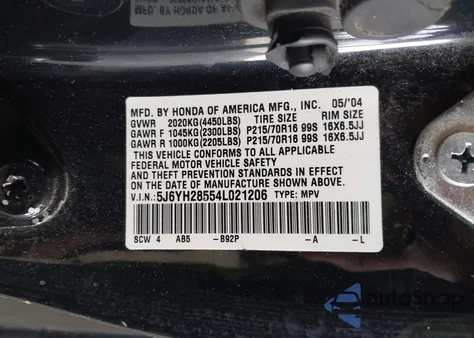 MFD. BY HONDA OF AMERICA MFG., INC. 05/'04
GVWR 2020KG(4450LBS) TIRE SIZE RIM SIZE
GAWR F 1045KG(2300LBS) P215/70R16 99S 16X6.5JJ
GAWR R 1000KG(2205LBS) P215/70R16 99S 16X6.5JJ
THIS VEHICLE CONFORMS TO ALL APPLICABLE
FEDERAL MOTOR VEHICLE SAFETY
AND THEFT PREVENTION STANDARDS IN EFFECT
ON THE DATE OF MANUFACTURE SHOWN ABOVE.
V.I.N.: 5J6YH28554L021206 TYPE: MPV
SCW 4 AB5 -B92P -A -L
AutoSnap